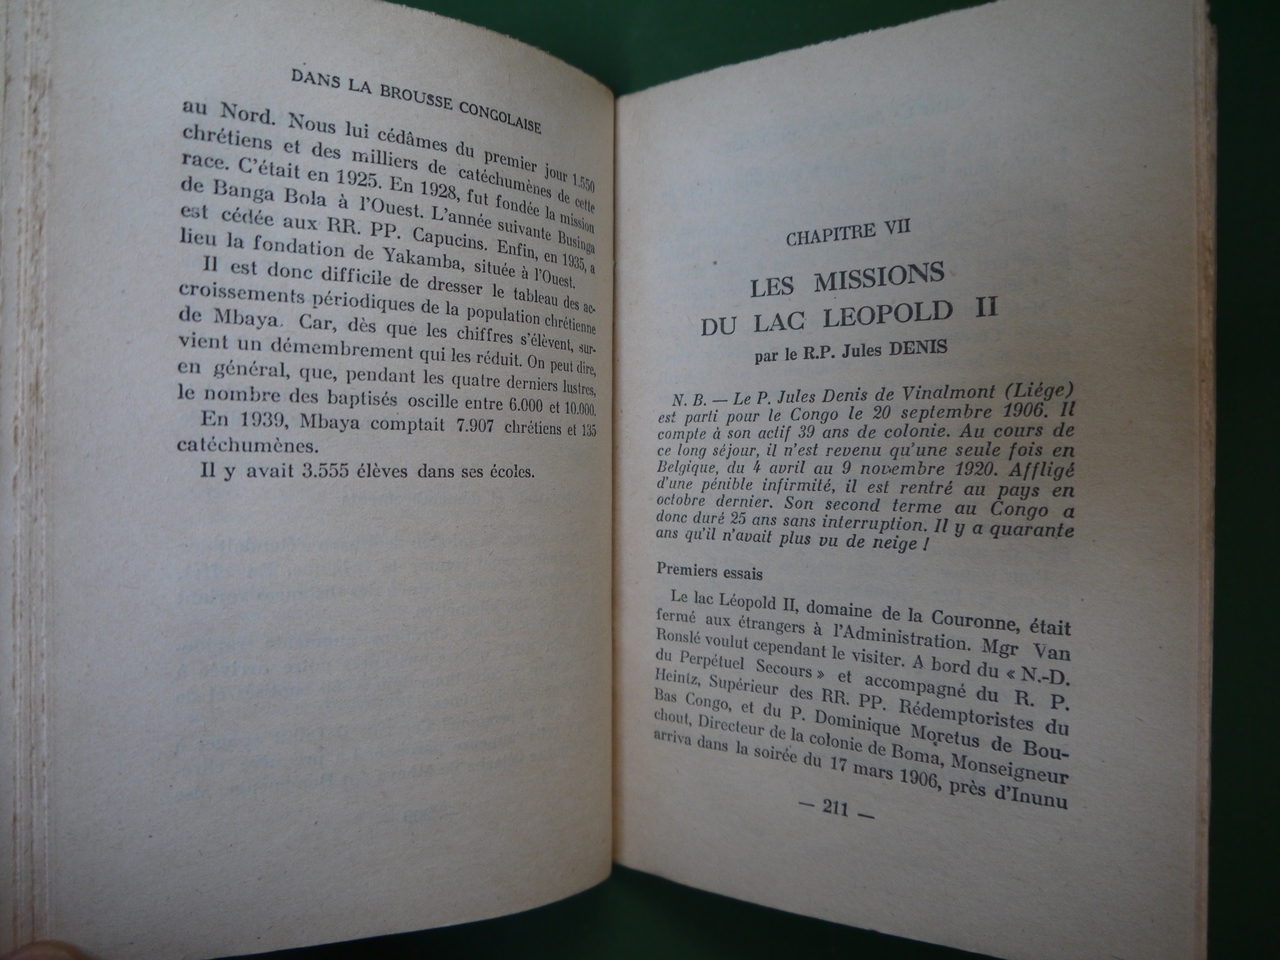 DANS LA BROUSSE CONGOLAISE
au Nord. Nous lui cédâmes du premier jour 1.550
chrétiens et des milliers de catéchumènes de cette
race. C'était en 1925. En 1928, fut fondée la mission
de Banga Bola à l'Ouest. L'année suivante Businga
est cédée aux RR. PP. Capucins. Enfin, en 1935, a
lieu la fondation de Yakamba, située à l'Ouest.
Il est donc difficile de dresser le tableau des ac-
croissements périodiques de la population chrétienne
de Mbaya. Car, dès que les chiffres s'élèvent, sur-
vient un démembrement qui les réduit. On peut dire,
en général, que, pendant les quatre derniers lustres,
le nombre des baptisés oscille entre 6.000 et 10.000.
En 1939, Mbaya comptait 7.907 chrétiens et 135
catéchumènes.
Il y avait 3.555 élèves dans ses écoles.
CHAPITRE VII
LES MISSIONS
DU LAC LEOPOLD II
par le R.P. Jules DENIS
N. B. — Le P. Jules Denis de Vinalmont (Liége)
est parti pour le Congo le 20 septembre 1906. Il
compte à son actif 39 ans de colonie. Au cours de
ce long séjour, il n'est revenu qu'une seule fois en
Belgique, du 4 avril au 9 novembre 1920. Affligé
d'une pénible infirmité, il est rentré au pays en
octobre dernier. Son second terme au Congo a
donc duré 25 ans sans interruption. Il y a quarante
ans qu'il n'avait plus vu de neige !
Premiers essais
Le lac Léopold II, domaine de la Couronne, était
fermé aux étrangers à l'Administration. Mgr Van
Ronslé voulut cependant le visiter. A bord du « N.-D.
du Perpétuel Secours » et accompagné du R. P.
Heintz, Supérieur des RR. PP. Rédemptoristes du
Bas Congo, et du P. Dominique Moretus de Bou-
chout, Directeur de la colonie de Boma, Monseigneur
arriva dans la soirée du 17 mars 1906, près d'Inunu
— 211 —